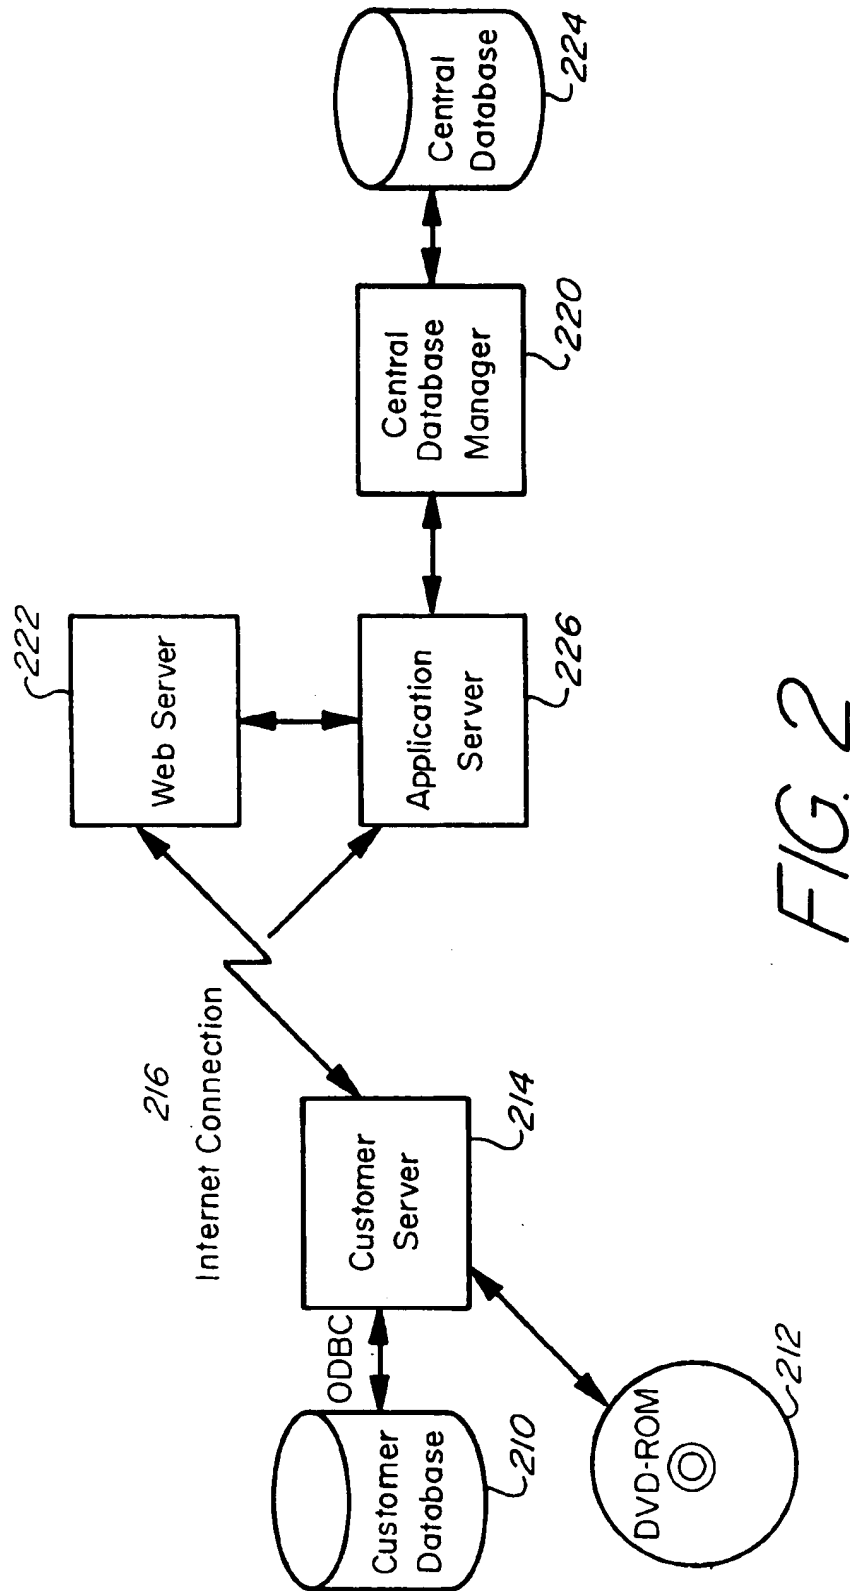 216
Internet Connection
222
Web Server
Customer
Database
210
ODBC
Customer
Server
214
DVD-ROM
212
Application
Server
226
Central
Database
Manager
220
Central
Database
224
FIG. 2